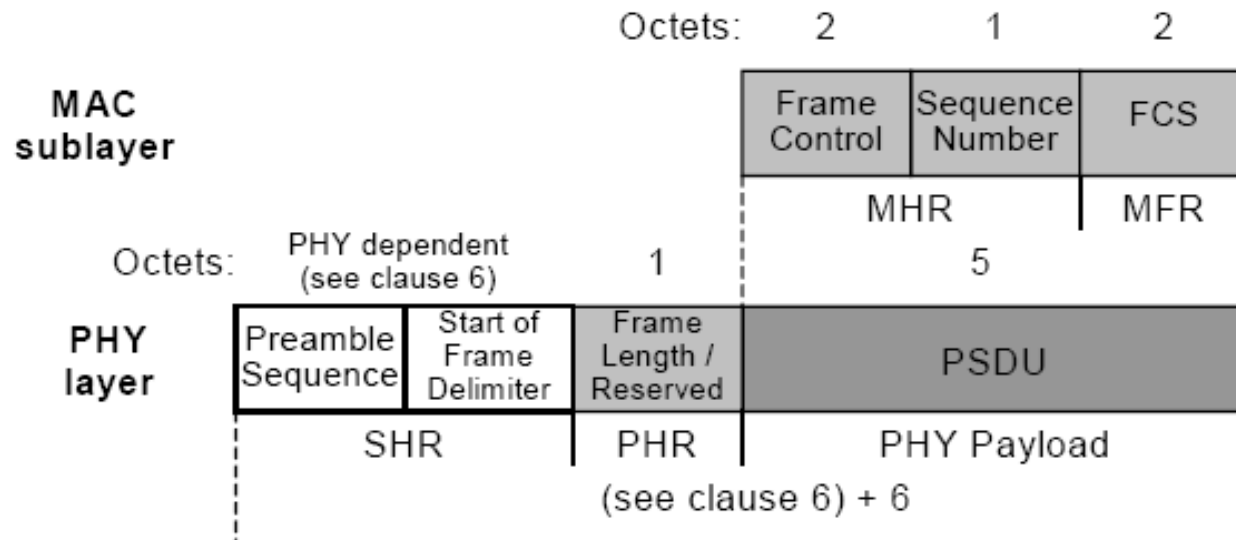 Octets: 2 1 2
MAC
sublayer
Frame
Control
Sequence
Number
FCS
MHR
MFR
Octets:
PHY dependent
(see clause 6)
1
5
PHY
layer
Preamble
Sequence
Start of
Frame
Delimiter
Frame
Length /
Reserved
PSDU
SHR
PHR
PHY Payload
(see clause 6) + 6